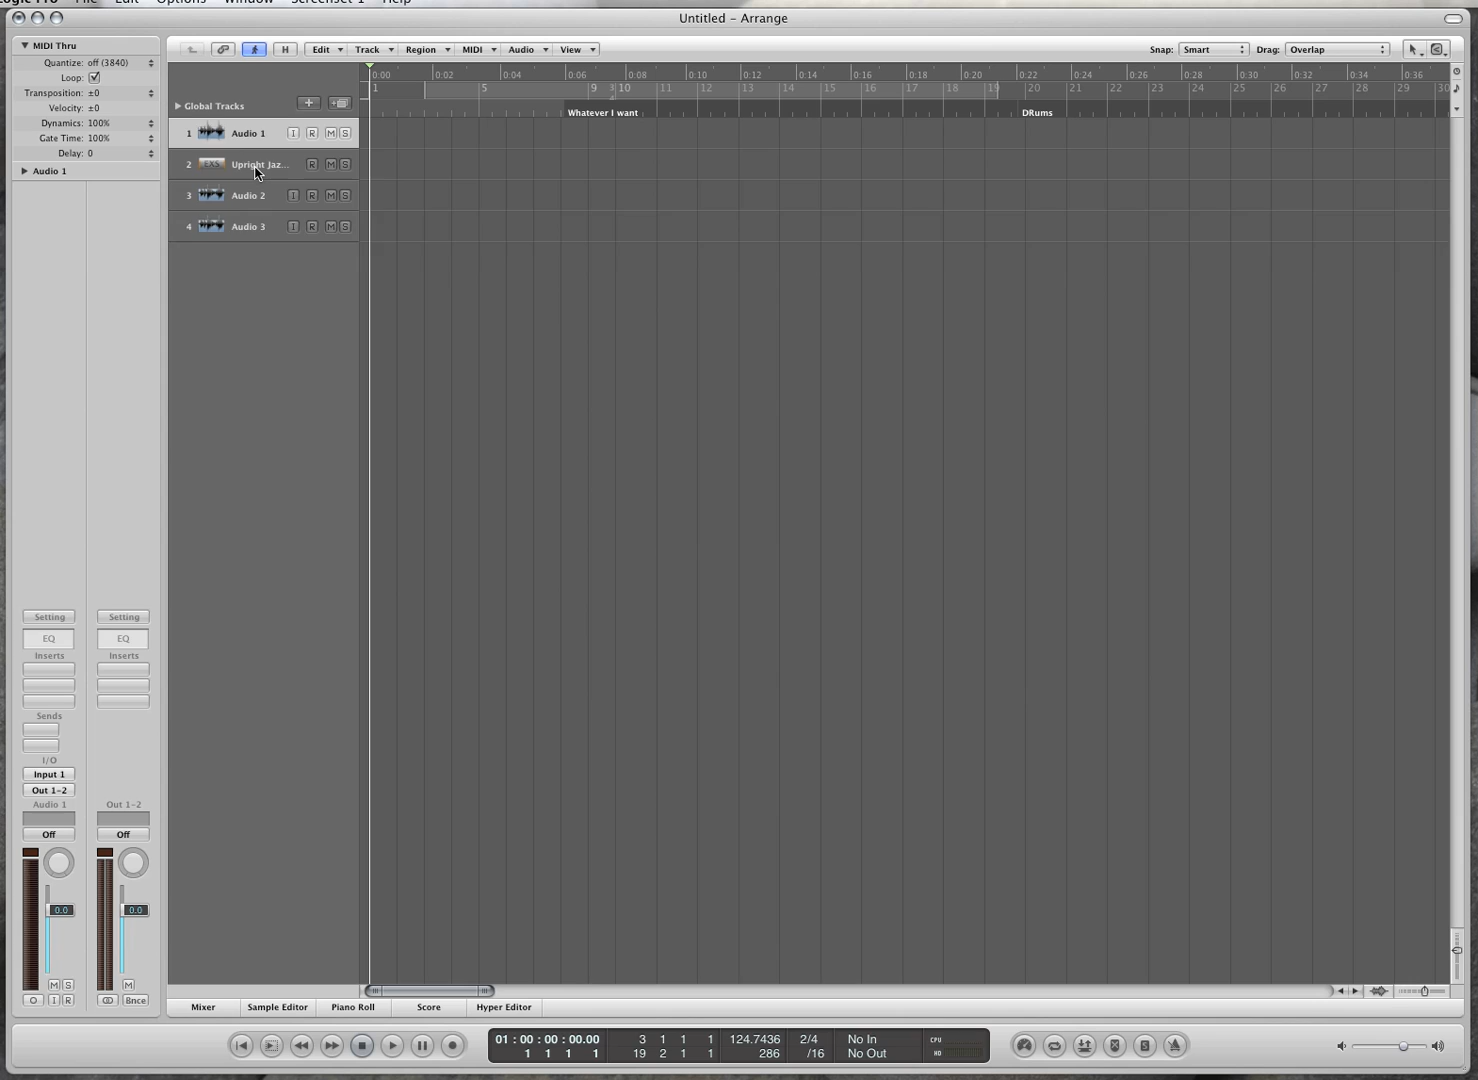 Logic Pro File Edit Options Window Screenset 1 Help
Untitled – Arrange
MIDI Thru
Quantize: off (3840)
Loop:
Transposition: ±0
Velocity: ±0
Dynamics: 100%
Gate Time: 100%
Delay: 0
Audio 1
H Edit Track Region MIDI Audio View Snap: Smart Drag: Overlap
0:00 0:02 0:04 0:06 0:08 0:10 0:12 0:14 0:16 0:18 0:20 0:22 0:24 0:26 0:28 0:30 0:32 0:34 0:36
1 5 9 3 10 11 12 13 14 15 16 17 18 19 20 21 22 23 24 25 26 27 28 29 30
Global Tracks
Whatever I want DRums
1 Audio 1 I R M S
2 EXS Upright Jaz... R M S
3 Audio 2 I R M S
4 Audio 3 I R M S
Setting Setting
EQ EQ
Inserts Inserts
Sends
I/O
Input 1
Out 1-2
Audio 1 Out 1-2
Off Off
0.0 0.0
M S M
I R Bnce
Mixer Sample Editor Piano Roll Score Hyper Editor
01 : 00 : 00 : 00.00 3 1 1 1 124.7436 2/4 No In CPU
1 1 1 1 19 2 1 1 286 /16 No Out HD